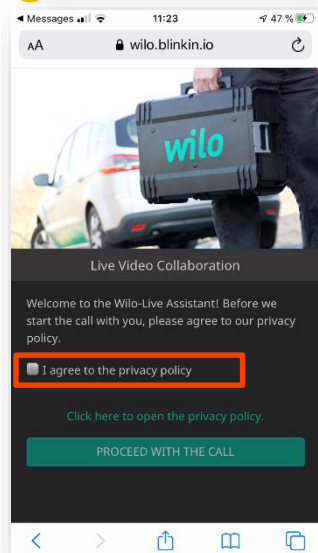 Messages
11:23
47 %
AA
wilo.blinkin.io
wilo
Live Video Collaboration
Welcome to the Wilo-Live Assistant! Before we
start the call with you, please agree to our privacy
policy.
I agree to the privacy policy
Click here to open the privacy policy.
PROCEED WITH THE CALL